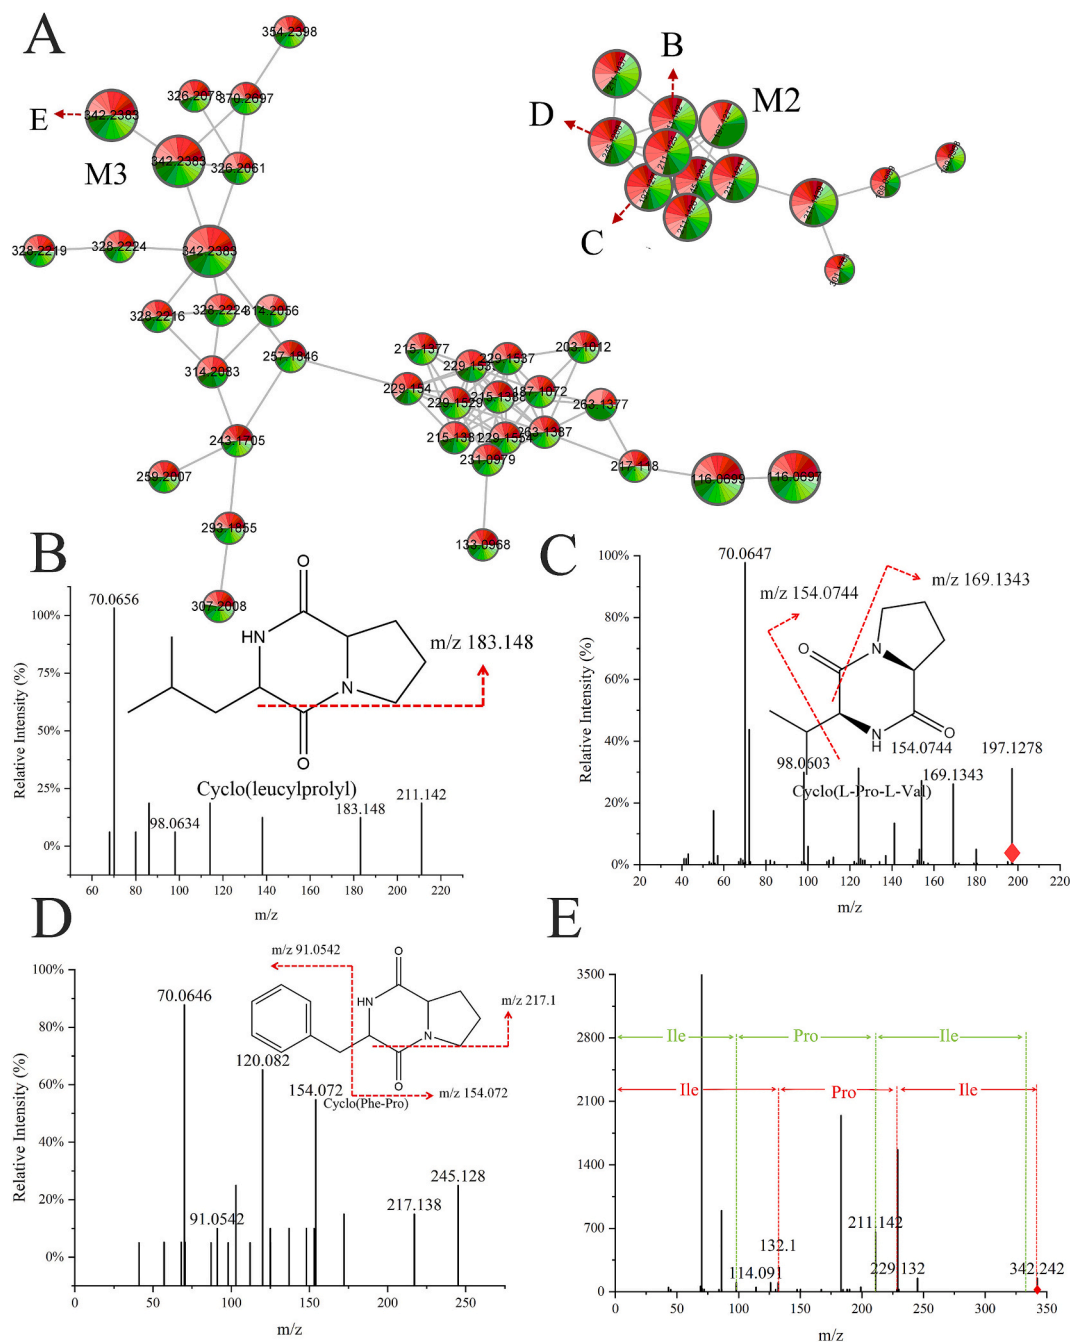 A
354.2398
326.2078
370.2697
E
342.2383
342.2383
M3
326.2061
328.2219
328.2224
342.2383
328.2216
328.2224
314.2056
314.2083
257.1846
243.1705
259.2007
293.1855
307.2008
B
M2
D
C
215.1377
229.1537
203.1012
229.154
229.1529
215.1388
187.1072
263.1377
215.1381
229.1554
263.1387
231.0979
217.118
116.0699
116.0697
133.0968
B
70.0656
100%
75%
50%
25%
0%
Relative Intensity (%)
O
HN
N
O
m/z 183.148
Cyclo(leucylprolyl)
98.0634
183.148
211.142
60 80 100 120 140 160 180 200 220
m/z
C
70.0647
100%
80%
60%
40%
20%
0%
Relative Intensity (%)
m/z 154.0744
m/z 169.1343
O
N
N
H
O
98.0603
154.0744
197.1278
169.1343
Cyclo(L-Pro-L-Val)
20 40 60 80 100 120 140 160 180 200 220
m/z
D
100%
80%
60%
40%
20%
0%
Relative Intensity (%)
70.0646
120.082
154.072
91.0542
217.138
245.128
m/z 91.0542
O
HN
N
O
m/z 217.1
m/z 154.072
Cyclo(Phe-Pro)
0 50 100 150 200 250
m/z
E
3500
2800
2100
1400
700
0
Ile Pro Ile
Ile Pro Ile
211.142
132.1
114.091
229.132
342.242
0 50 100 150 200 250 300 350
m/z